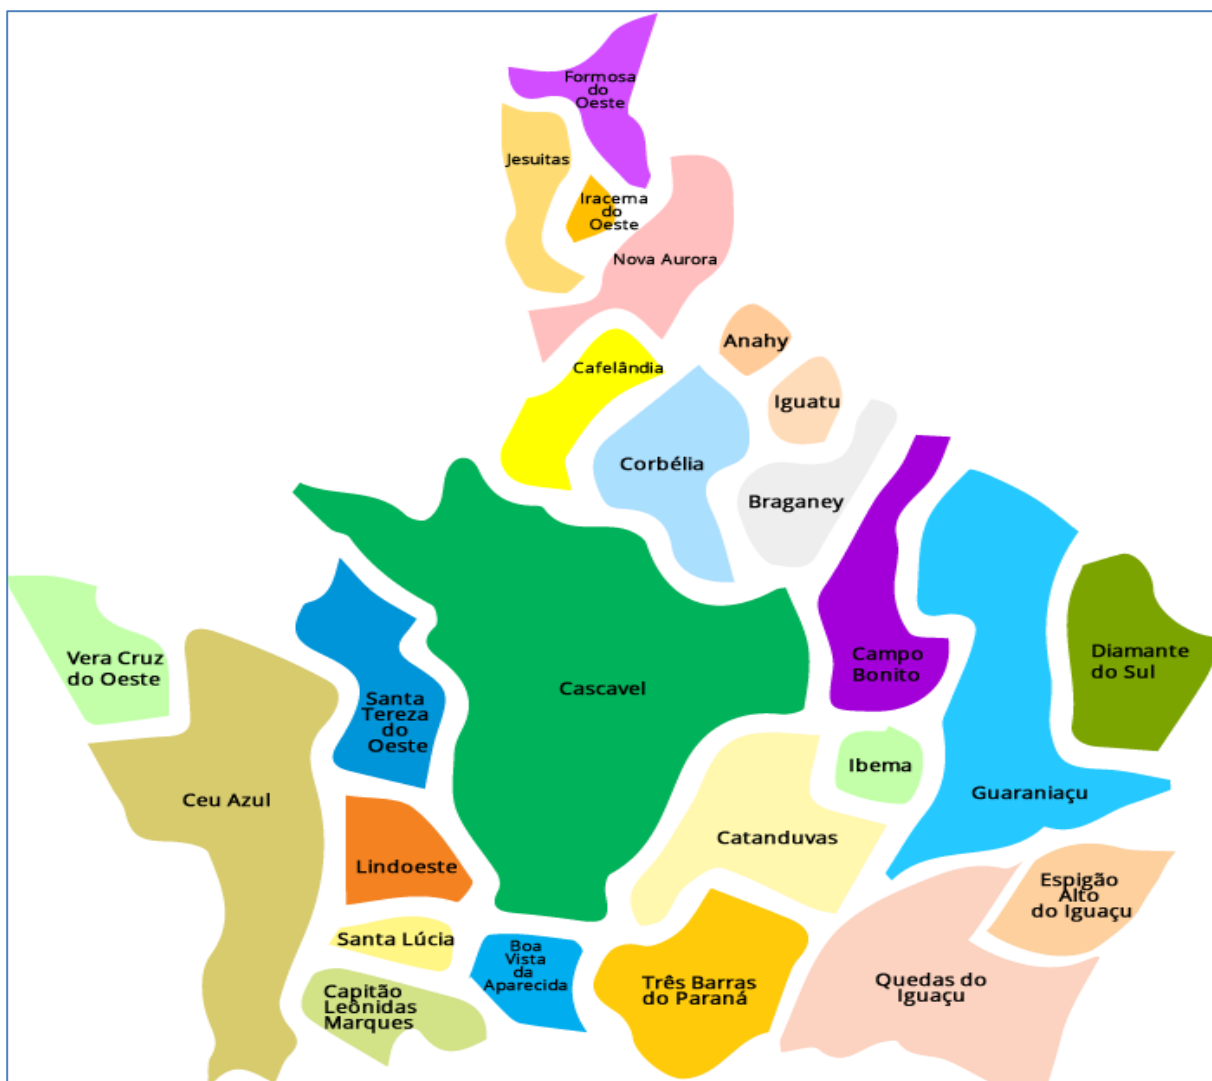 Formosa
do
Oeste
Jesuitas
Iracema
do
Oeste
Nova Aurora
Anahy
Cafelândia
Iguatu
Corbélia
Braganey
Vera Cruz
do Oeste
Campo
Bonito
Diamante
do Sul
Cascavel
Santa
Tereza
do
Oeste
Ibema
Ceu Azul
Guaraniaçu
Catanduvas
Lindoeste
Espigão
Alto
do Iguaçu
Santa Lúcia
Boa
Vista
da
Aparecida
Três Barras
do Paraná
Quedas do
Iguaçu
Capitão
Leônidas
Marques